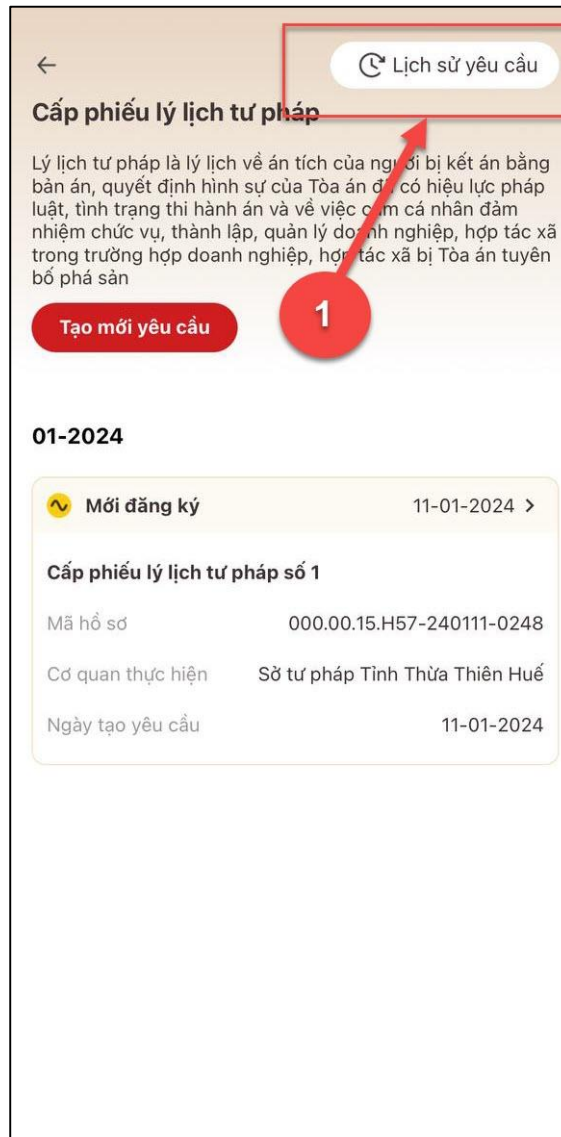 Lịch sử yêu cầu
Cấp phiếu lý lịch tư pháp
Lý lịch tư pháp là lý lịch về án tích của người bị kết án bằng
bản án, quyết định hình sự của Tòa án đã có hiệu lực pháp
luật, tình trạng thi hành án và về việc cấm cá nhân đảm
nhiệm chức vụ, thành lập, quản lý doanh nghiệp, hợp tác xã
trong trường hợp doanh nghiệp, hợp tác xã bị Tòa án tuyên
bố phá sản
Tạo mới yêu cầu
1
01-2024
Mới đăng ký 11-01-2024
Cấp phiếu lý lịch tư pháp số 1
Mã hồ sơ 000.00.15.H57-240111-0248
Cơ quan thực hiện Sở tư pháp Tỉnh Thừa Thiên Huế
Ngày tạo yêu cầu 11-01-2024